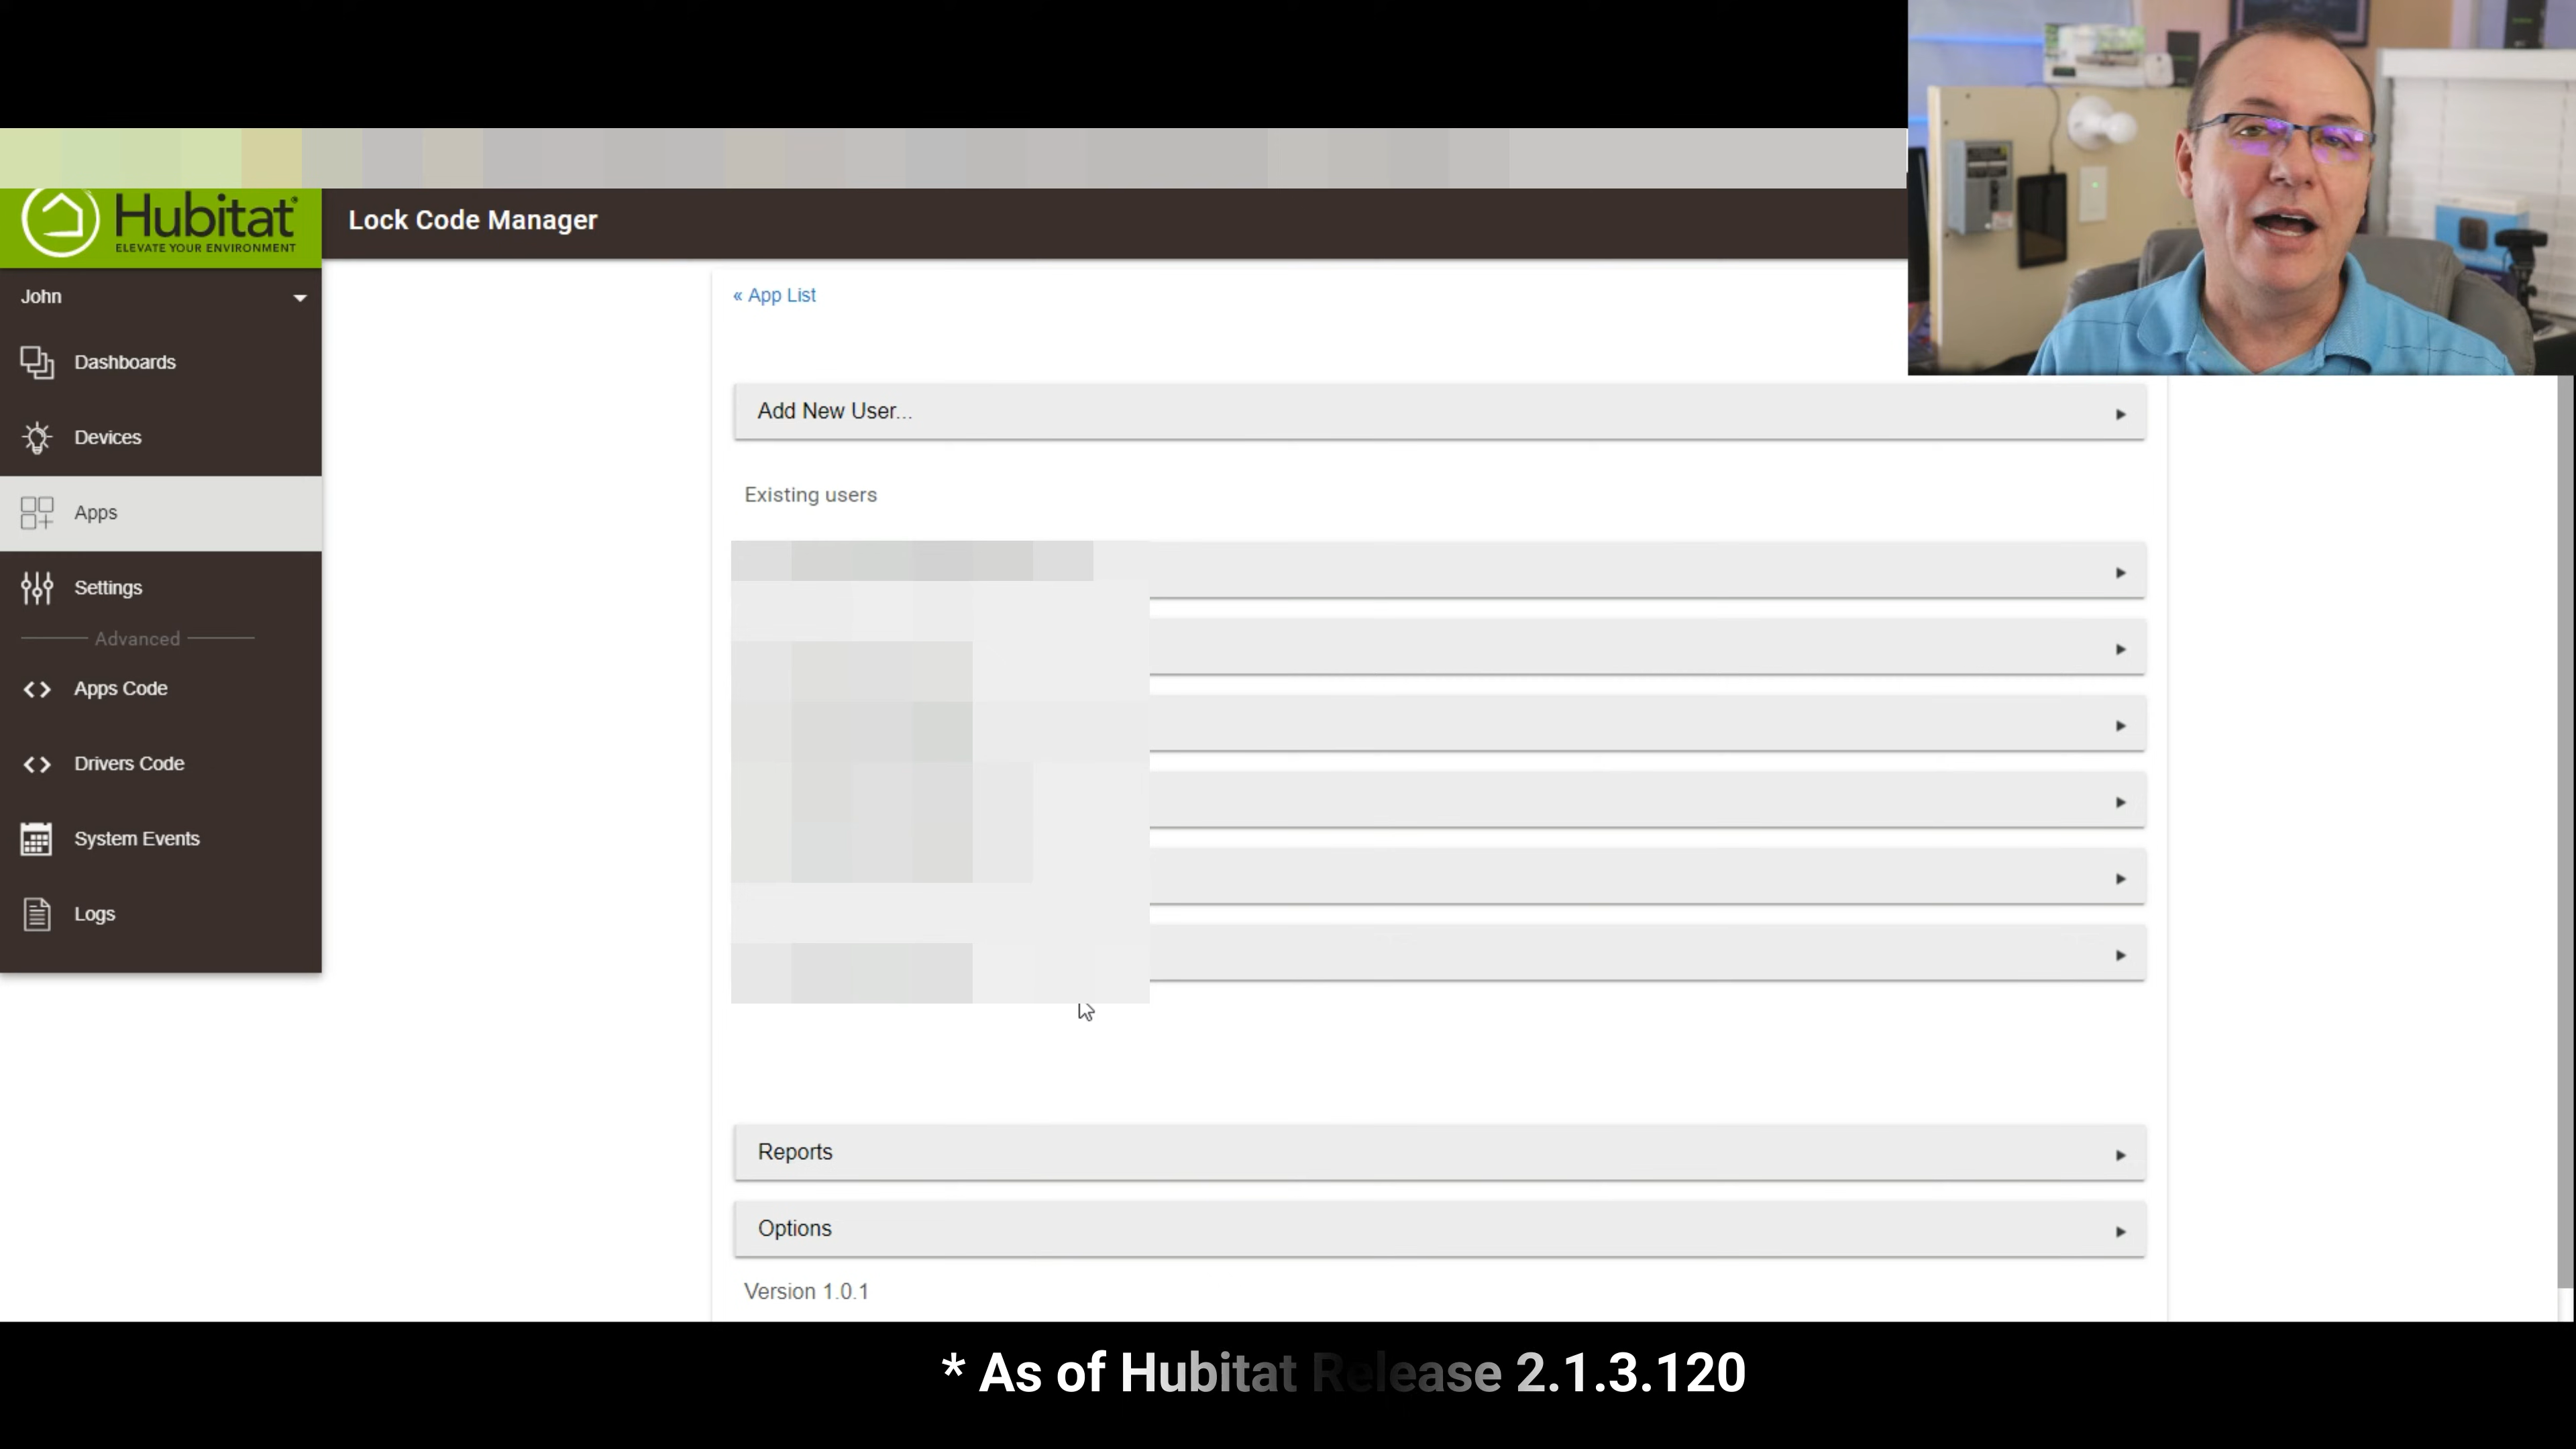 Hubitat
ELEVATE YOUR ENVIRONMENT
Lock Code Manager
John
Dashboards
Devices
Apps
Settings
Advanced
Apps Code
Drivers Code
System Events
Logs
« App List
Add New User...
Existing users
Reports
Options
Version 1.0.1
* As of Hubitat Release 2.1.3.120